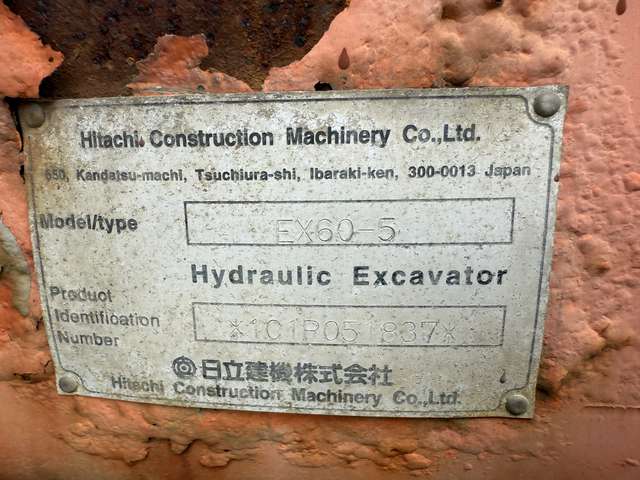 Hitachi Construction Machinery Co.,Ltd.
650, Kandatsu-machi, Tsuchiura-shi, Ibaraki-ken, 300-0013 Japan
Model/type
EX60-5
Hydraulic Excavator
Product
Identification
Number
*1C1P051837*
日立建機株式会社
Hitachi Construction Machinery Co.,Ltd.